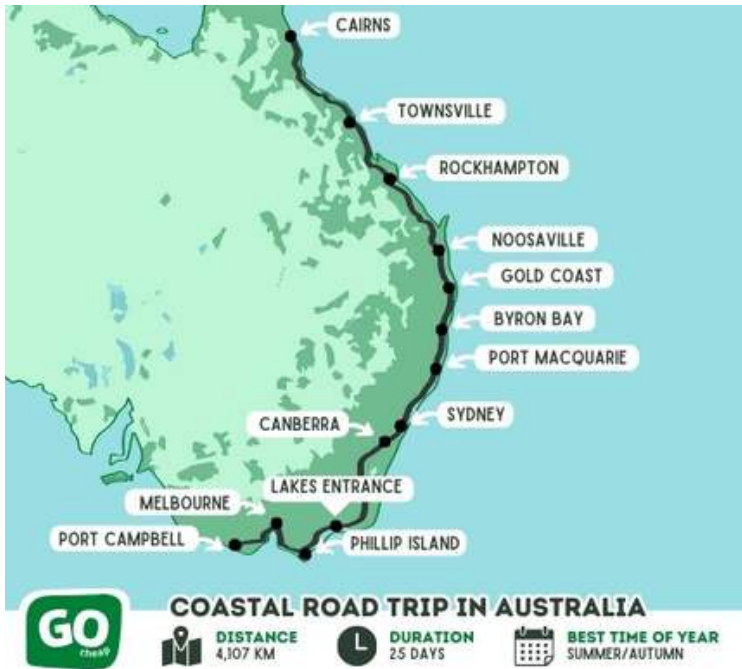 CAIRNS
TOWNSVILLE
ROCKHAMPTON
NOOSAVILLE
GOLD COAST
BYRON BAY
PORT MACQUARIE
SYDNEY
CANBERRA
LAKES ENTRANCE
MELBOURNE
PORT CAMPBELL
PHILLIP ISLAND
GO
cheap
COASTAL ROAD TRIP IN AUSTRALIA
DISTANCE
4,107 KM
DURATION
25 DAYS
BEST TIME OF YEAR
SUMMER/AUTUMN